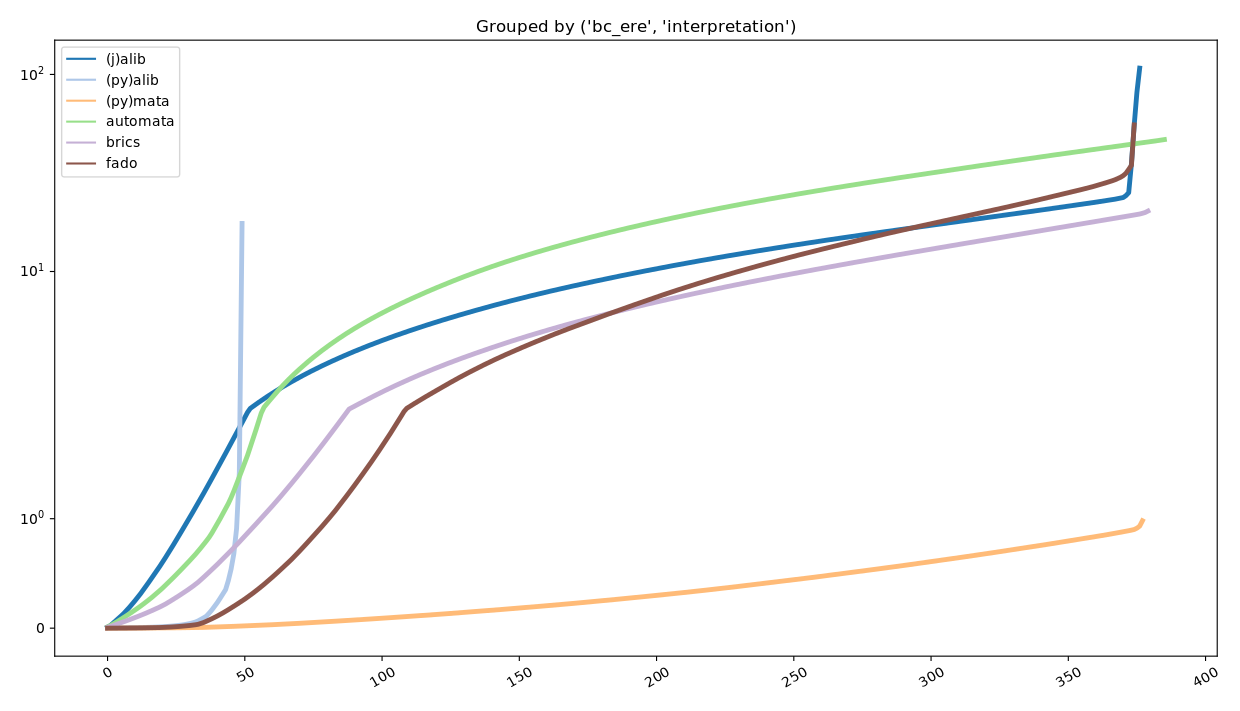 Grouped by ('bc_ere', 'interpretation')
(j)alib
(py)alib
(py)mata
automata
brics
fado
10²
10¹
10⁰
0
0
50
100
150
200
250
300
350
400